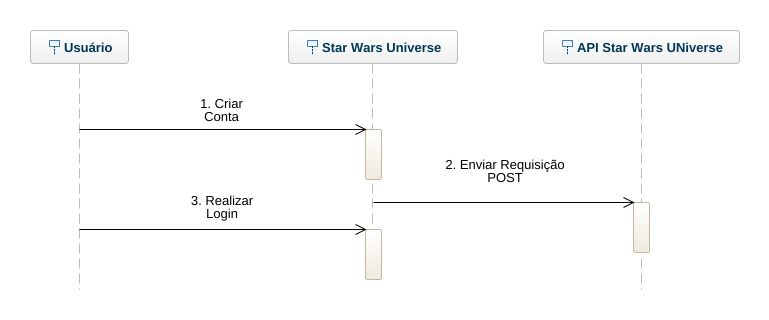 Usuário
Star Wars Universe
API Star Wars UNiverse
1. Criar
Conta
2. Enviar Requisição
POST
3. Realizar
Login